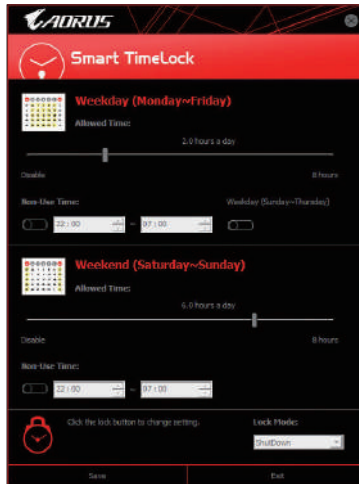 AORUS
Smart TimeLock
Weekday (Monday~Friday)
Allowed Time:
2.0 hours a day
Disable 8 hours
Non-Use Time: Weekday (Sunday~Thursday)
22:00 ~ 07:00
Weekend (Saturday~Sunday)
Allowed Time:
6.0 hours a day
Disable 8 hours
Non-Use Time:
22:00 ~ 07:00
Click the lock button to change setting. Lock Mode:
ShutDown
Save Exit